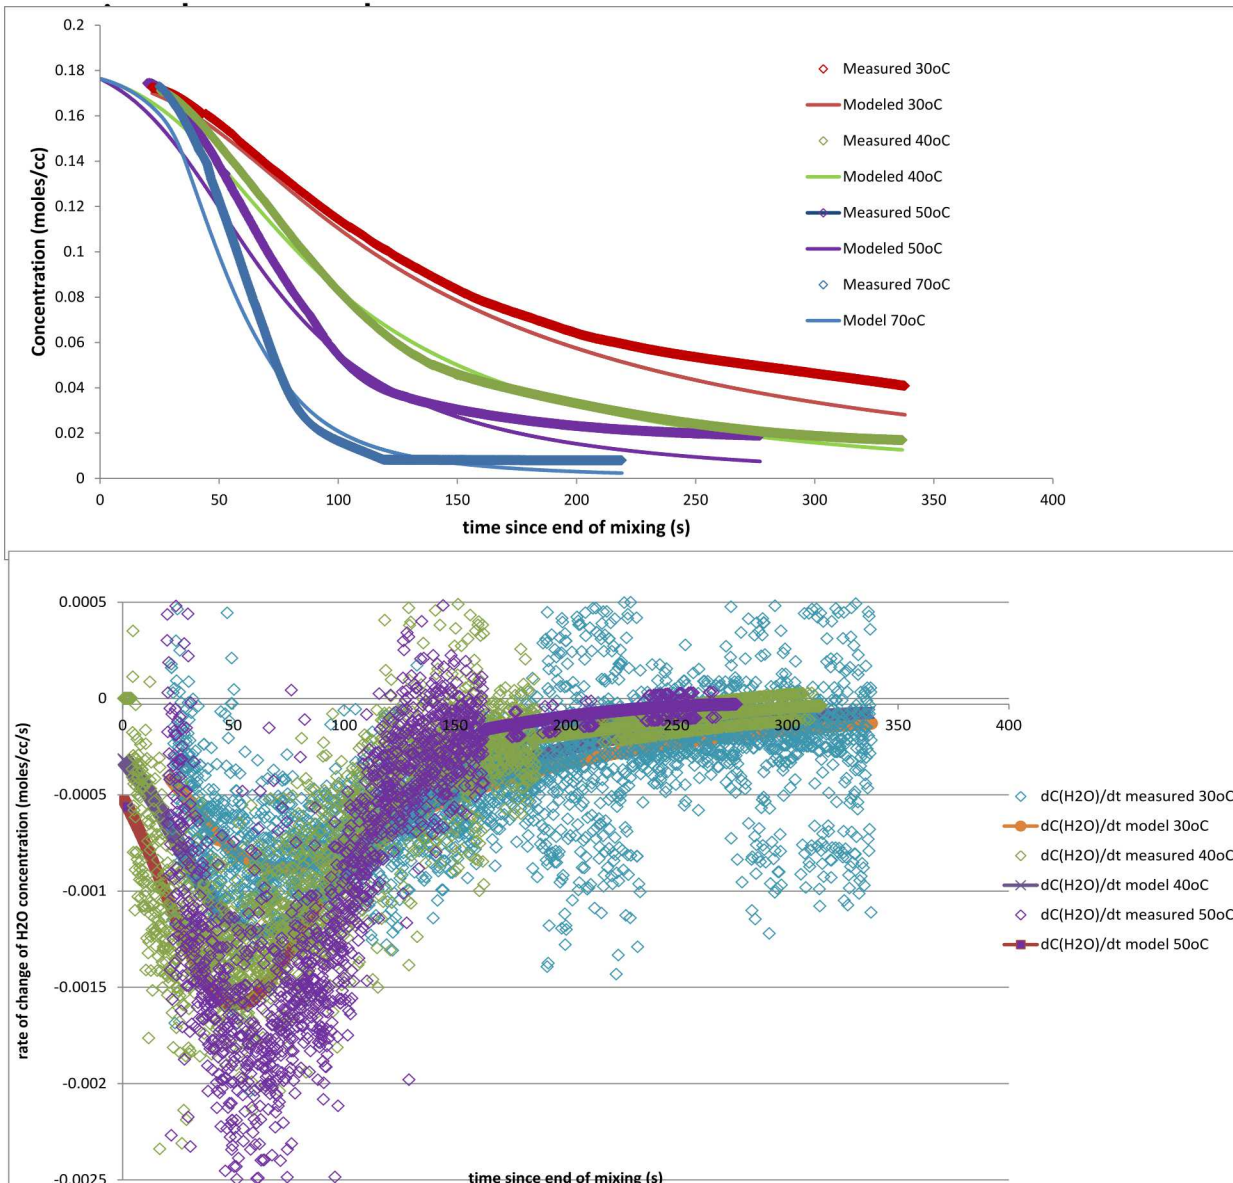 0.2
0.18
0.16
0.14
0.12
0.1
0.08
0.06
0.04
0.02
0
Concentration (moles/cc)
0 50 100 150 200 250 300 350 400
time since end of mixing (s)
Measured 30oC
Modeled 30oC
Measured 40oC
Modeled 40oC
Measured 50oC
Modeled 50oC
Measured 70oC
Model 70oC
0.0005
0
-0.0005
-0.001
-0.0015
-0.002
-0.0025
rate of change of H2O concentration (moles/cc/s)
0 50 100 150 200 250 300 350 400
time since end of mixing (s)
dC(H2O)/dt measured 30oC
dC(H2O)/dt model 30oC
dC(H2O)/dt measured 40oC
dC(H2O)/dt model 40oC
dC(H2O)/dt measured 50oC
dC(H2O)/dt model 50oC